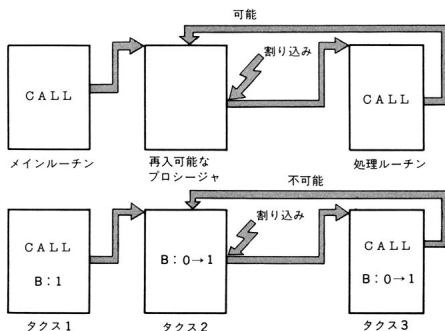 可能
割り込み
CALL
CALL
メインルーチン
再入可能な
プロシージャ
処理ルーチン
不可能
割り込み
CALL
B:1
B:0→1
CALL
B:0→1
タクス1
タクス2
タクス3